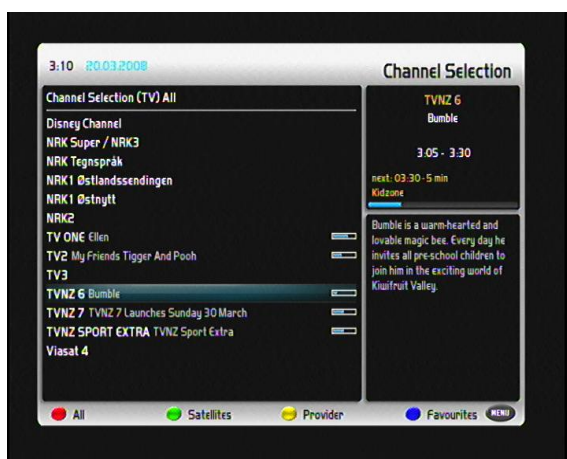 3:10 20.03.2008
Channel Selection
Channel Selection (TV) All
Disney Channel
NRK Super / NRK3
NRK Tegnspråk
NRK1 Østlandssendingen
NRK1 Østnytt
NRK2
TV ONE Ellen
TV2 My Friends Tigger And Pooh
TV3
TVNZ 6 Bumble
TVNZ 7 TVNZ 7 Launches Sunday 30 March
TVNZ SPORT EXTRA TVNZ Sport Extra
Viasat 4
TVNZ 6
Bumble
3:05 - 3:30
next: 03:30-5 min
Kidzone
Bumble is a warm-hearted and
lovable magic bee. Every day he
invites all pre-school children to
join him in the exciting world of
Kiwifruit Valley.
All Satellites Provider Favourites MENU